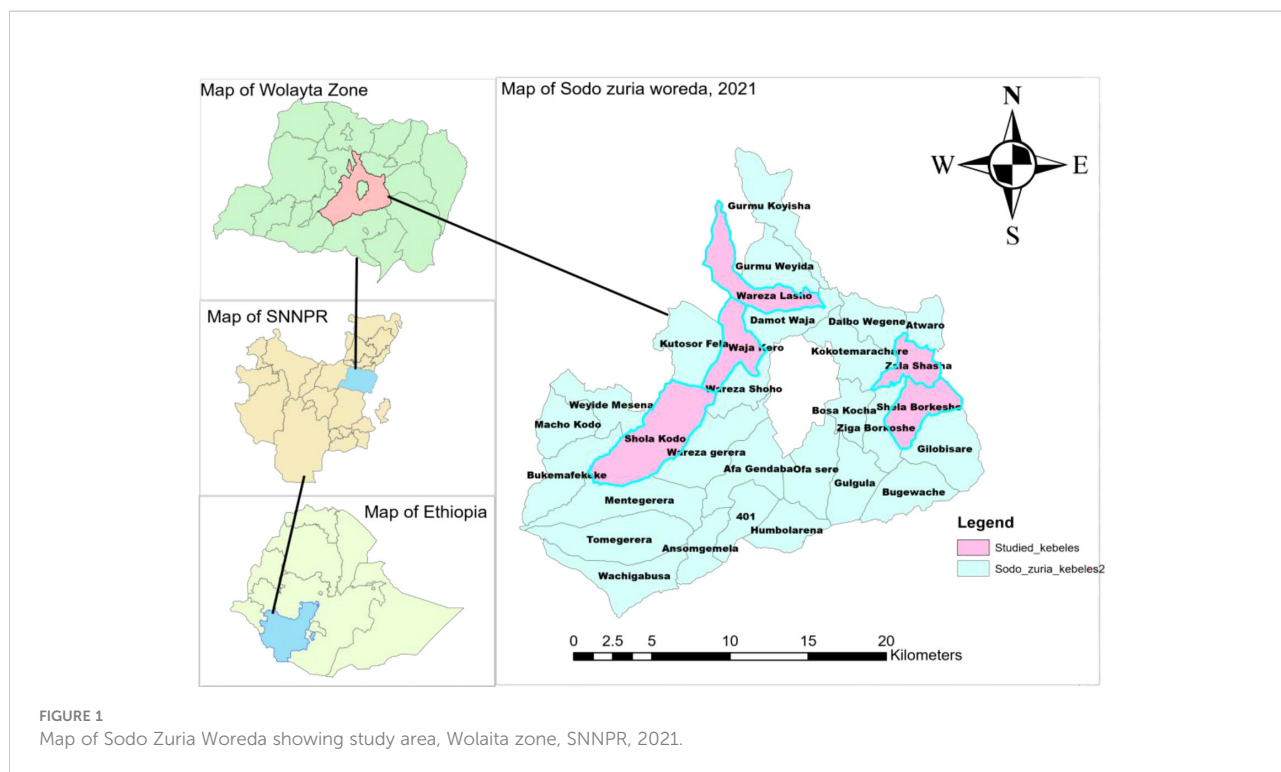 Map of Wolayta Zone
Map of SNNPR
Map of Ethiopia
Map of Sodo zuria woreda, 2021
N
W
E
S
Gurmu Koyisha
Gurmu Weyida
Wareza Lasho
Damot Waja
Dalbo Wegene
Atwaro
Kutosor Fela
Waja Kero
Kokotemarachare
Zala Shasha
Wareza Shoho
Weyide Mesena
Bosa Kocha
Shela Borkeshe
Macho Kodo
Ziga Borkoshe
Shola Kodo
Wareza gerera
Gilobisare
Bukemafekeke
Afa Gendaba
Ofa sere
Gulgula
Bugewache
Mentegerera
401
Humbolarena
Tomegerera
Ansomgemela
Wachigabusa
Legend
Studied_kebeles
Sodo_zuria_kebeles2
0 2.5 5 10 15 20
Kilometers
FIGURE 1
Map of Sodo Zuria Woreda showing study area, Wolaita zone, SNNPR, 2021.